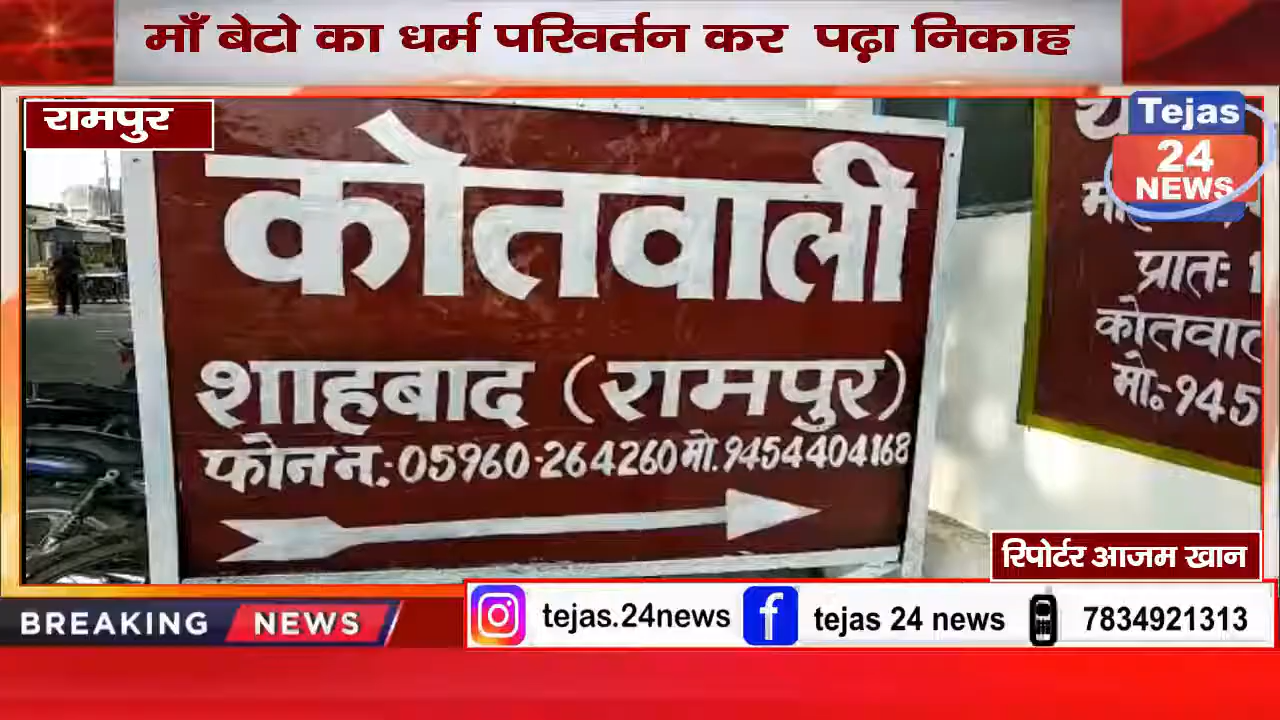 माँ बेटो का धर्म परिवर्तन कर पढ़ा निकाह
रामपुर
Tejas
24
NEWS
कोतवाली
शाहबाद (रामपुर)
फोन न.:-05960-264260 मो. 9454404168
प्रातः
मो. 945
रिपोर्टर आजम खान
BREAKING NEWS
tejas.24news
tejas 24 news
7834921313